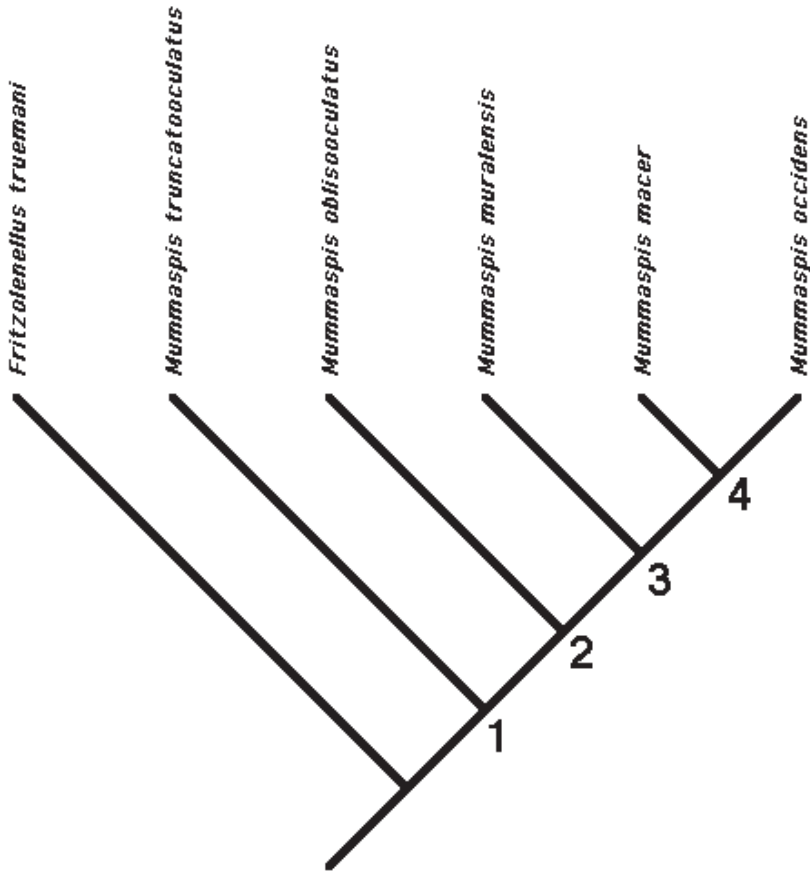 Fritzolenellus truemani
Mummaspis truncatooculatus
Mummaspis oblisooculatus
Mummaspis muralensis
Mummaspis macer
Mummaspis occidens
4
3
2
1